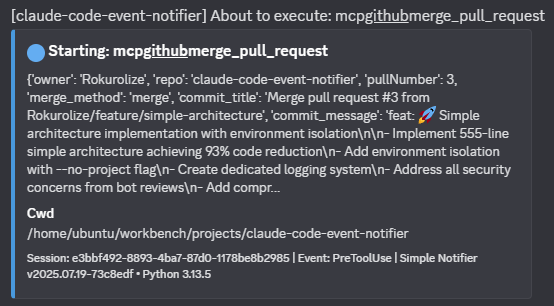 [claude-code-event-notifier] About to execute: mcpgithubmerge_pull_request
Starting: mcpgithubmerge_pull_request
{'owner': 'Rokurolize', 'repo': 'claude-code-event-notifier', 'pullNumber': 3,
'merge_method': 'merge', 'commit_title': 'Merge pull request #3 from
Rokurolize/feature/simple-architecture', 'commit_message': 'feat: 🚀 Simple
architecture implementation with environment isolation\n\n- Implement 555-line
simple architecture achieving 93% code reduction\n- Add environment isolation
with --no-project flag\n- Create dedicated logging system\n- Address all security
concerns from bot reviews\n- Add compr...
Cwd
/home/ubuntu/workbench/projects/claude-code-event-notifier
Session: e3bbf492-8893-4ba7-87d0-1178be8b2985 | Event: PreToolUse | Simple Notifier
v2025.07.19-73c8edf • Python 3.13.5